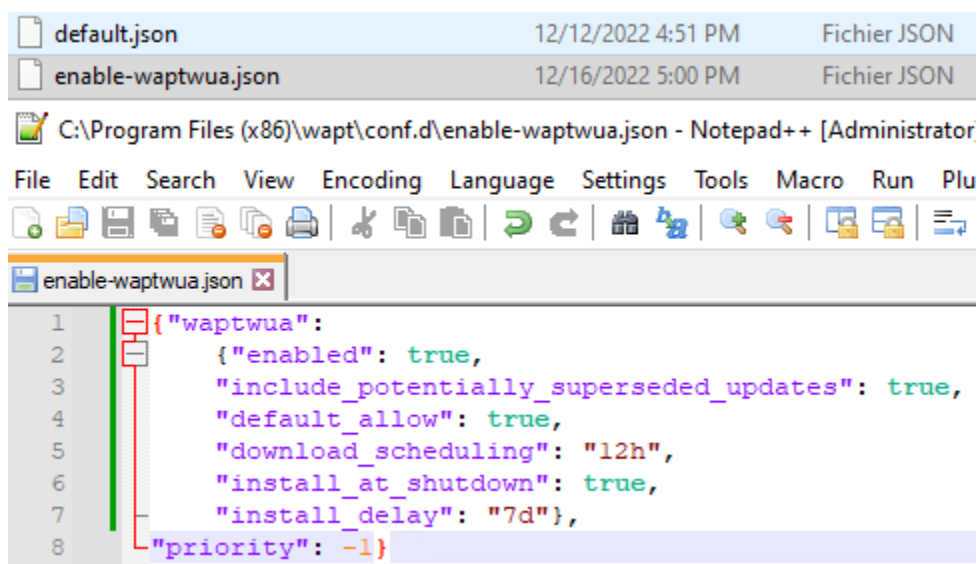 default.json 12/12/2022 4:51 PM Fichier JSON
enable-waptwua.json 12/16/2022 5:00 PM Fichier JSON
C:\Program Files (x86)\wapt\conf.d\enable-waptwua.json - Notepad++ [Administrator]
File Edit Search View Encoding Language Settings Tools Macro Run Plu
enable-waptwua.json
1 {"waptwua":
2 {"enabled": true,
3 "include_potentially_superseded_updates": true,
4 "default_allow": true,
5 "download_scheduling": "12h",
6 "install_at_shutdown": true,
7 "install_delay": "7d"},
8 "priority": -1}